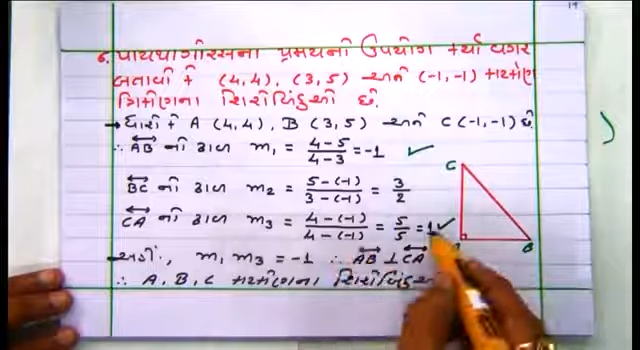 19
6. પાયથાગોરસના પ્રમેયનો ઉપયોગ કર્યા વગર
બતાવો કે (4,4), (3,5) અને (-1,-1) કાટકોણ
ત્રિકોણના શિરોબિંદુઓ છે.
→ ધારો કે A (4,4), B (3,5) અને C (-1,-1) છે.
∴ AB નો ઢાળ m₁ = 4-5/4-3 = -1 ✓
BC નો ઢાળ m₂ = 5-(-1)/3-(-1) = 3/2
CA નો ઢાળ m₃ = 4-(-1)/4-(-1) = 5/5 = 1 ✓
અહીં, m₁ m₃ = -1 ∴ AB ⊥ CA
∴ A, B, C કાટકોણના શિરોબિંદુ
C
B